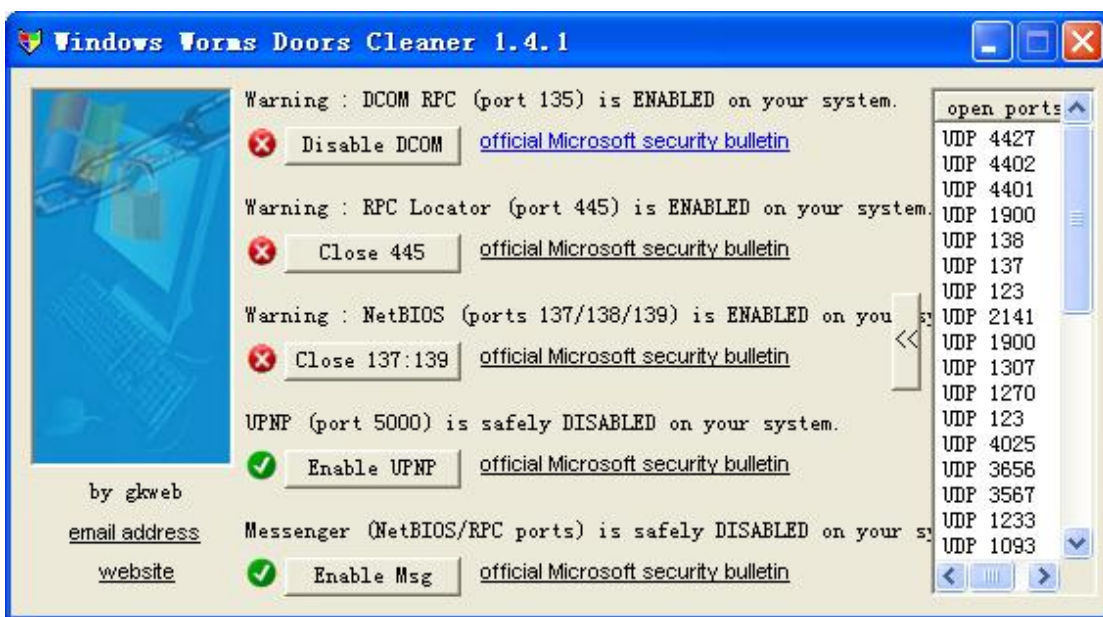 Windows Worms Doors Cleaner 1.4.1
Warning : DCOM RPC (port 135) is ENABLED on your system.
Disable DCOM
official Microsoft security bulletin
Warning : RPC Locator (port 445) is ENABLED on your system.
Close 445
official Microsoft security bulletin
Warning : NetBIOS (ports 137/138/139) is ENABLED on you sy
Close 137:139
official Microsoft security bulletin
UPNP (port 5000) is safely DISABLED on your system.
Enable UPNP
official Microsoft security bulletin
Messenger (NetBIOS/RPC ports) is safely DISABLED on your sy
Enable Msg
official Microsoft security bulletin
by gkweb
email address
website
<<
open ports
UDP 4427
UDP 4402
UDP 4401
UDP 1900
UDP 138
UDP 137
UDP 123
UDP 2141
UDP 1900
UDP 1307
UDP 1270
UDP 123
UDP 4025
UDP 3656
UDP 3567
UDP 1233
UDP 1093